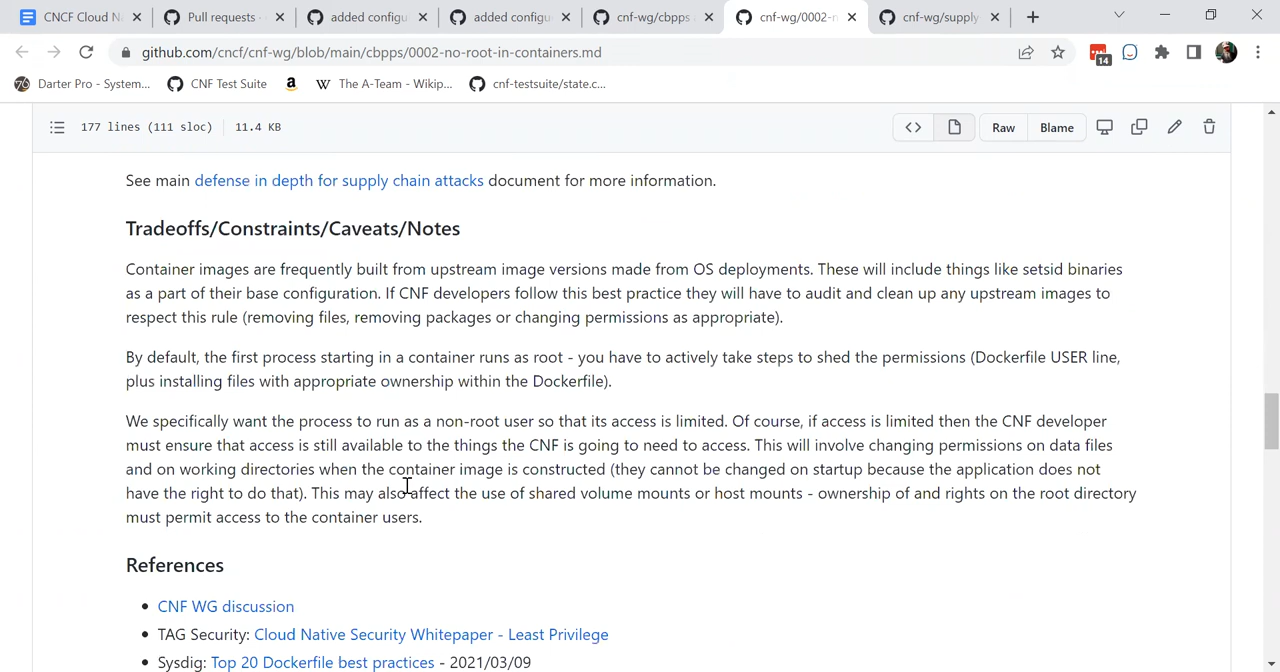 CNCF Cloud N
Pull requests ·
added configu
added configu
cnf-wg/cbpps
cnf-wg/0002-n
cnf-wg/supply
github.com/cncf/cnf-wg/blob/main/cbpps/0002-no-root-in-containers.md
14
76
Darter Pro - System...
CNF Test Suite
a
W
The A-Team - Wikip...
cnf-testsuite/state.c...
177 lines (111 sloc)
11.4 KB
Raw
Blame
See main defense in depth for supply chain attacks document for more information.
Tradeoffs/Constraints/Caveats/Notes
Container images are frequently built from upstream image versions made from OS deployments. These will include things like setsid binaries
as a part of their base configuration. If CNF developers follow this best practice they will have to audit and clean up any upstream images to
respect this rule (removing files, removing packages or changing permissions as appropriate).
By default, the first process starting in a container runs as root - you have to actively take steps to shed the permissions (Dockerfile USER line,
plus installing files with appropriate ownership within the Dockerfile).
We specifically want the process to run as a non-root user so that its access is limited. Of course, if access is limited then the CNF developer
must ensure that access is still available to the things the CNF is going to need to access. This will involve changing permissions on data files
and on working directories when the container image is constructed (they cannot be changed on startup because the application does not
have the right to do that). This may also affect the use of shared volume mounts or host mounts - ownership of and rights on the root directory
must permit access to the container users.
References
• CNF WG discussion
• TAG Security: Cloud Native Security Whitepaper - Least Privilege
• Sysdig: Top 20 Dockerfile best practices - 2021/03/09